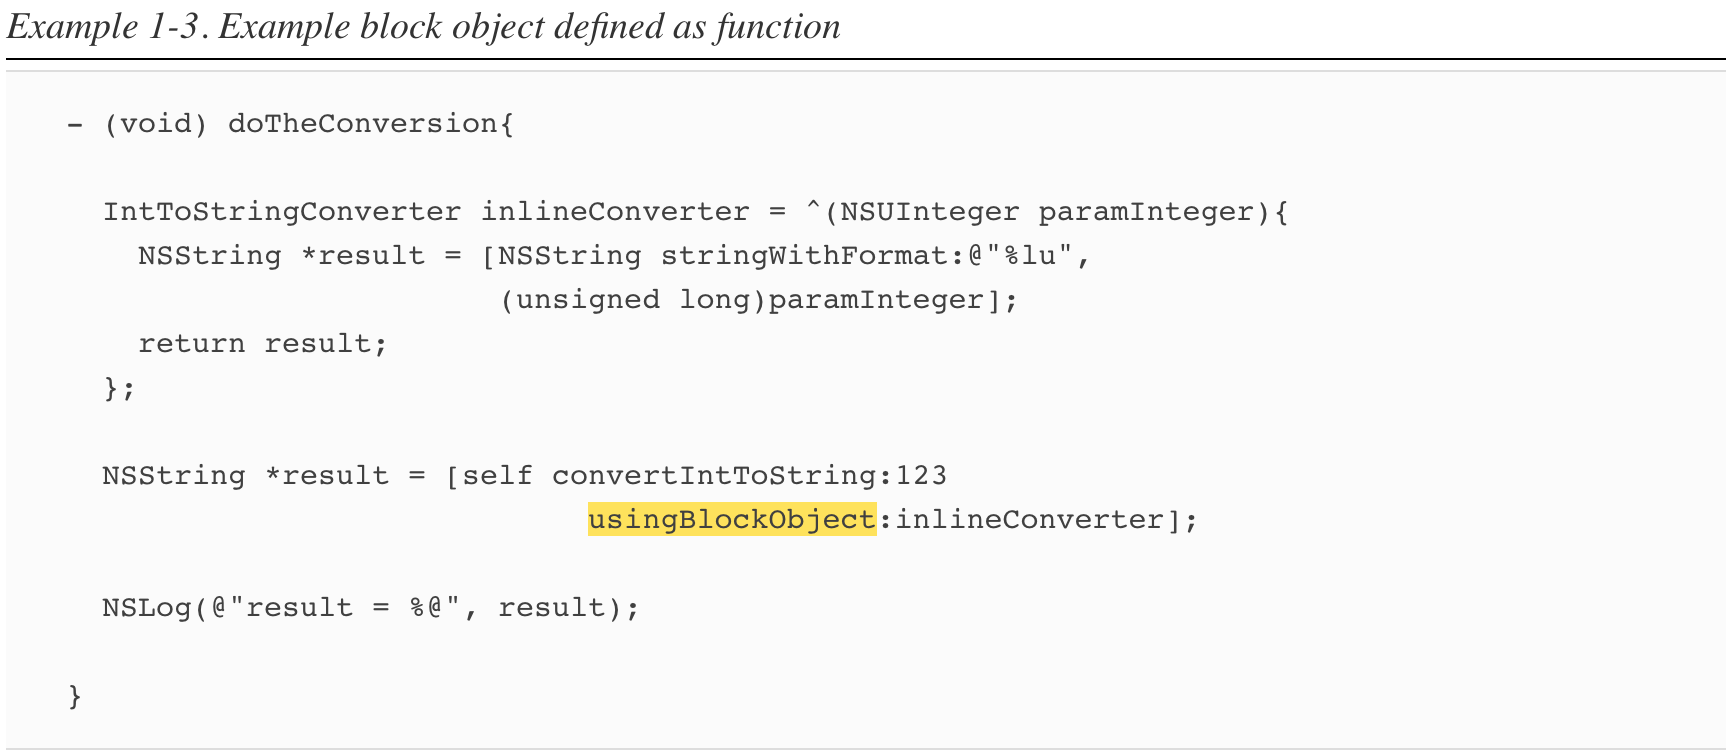 Example 1-3. Example block object defined as function
- (void) doTheConversion{
IntToStringConverter inlineConverter = ^(NSUInteger paramInteger){
NSString *result = [NSString stringWithFormat:@"%lu",
(unsigned long)paramInteger];
return result;
};
NSString *result = [self convertIntToString:123
usingBlockObject:inlineConverter];
NSLog(@"result = %@", result);
}